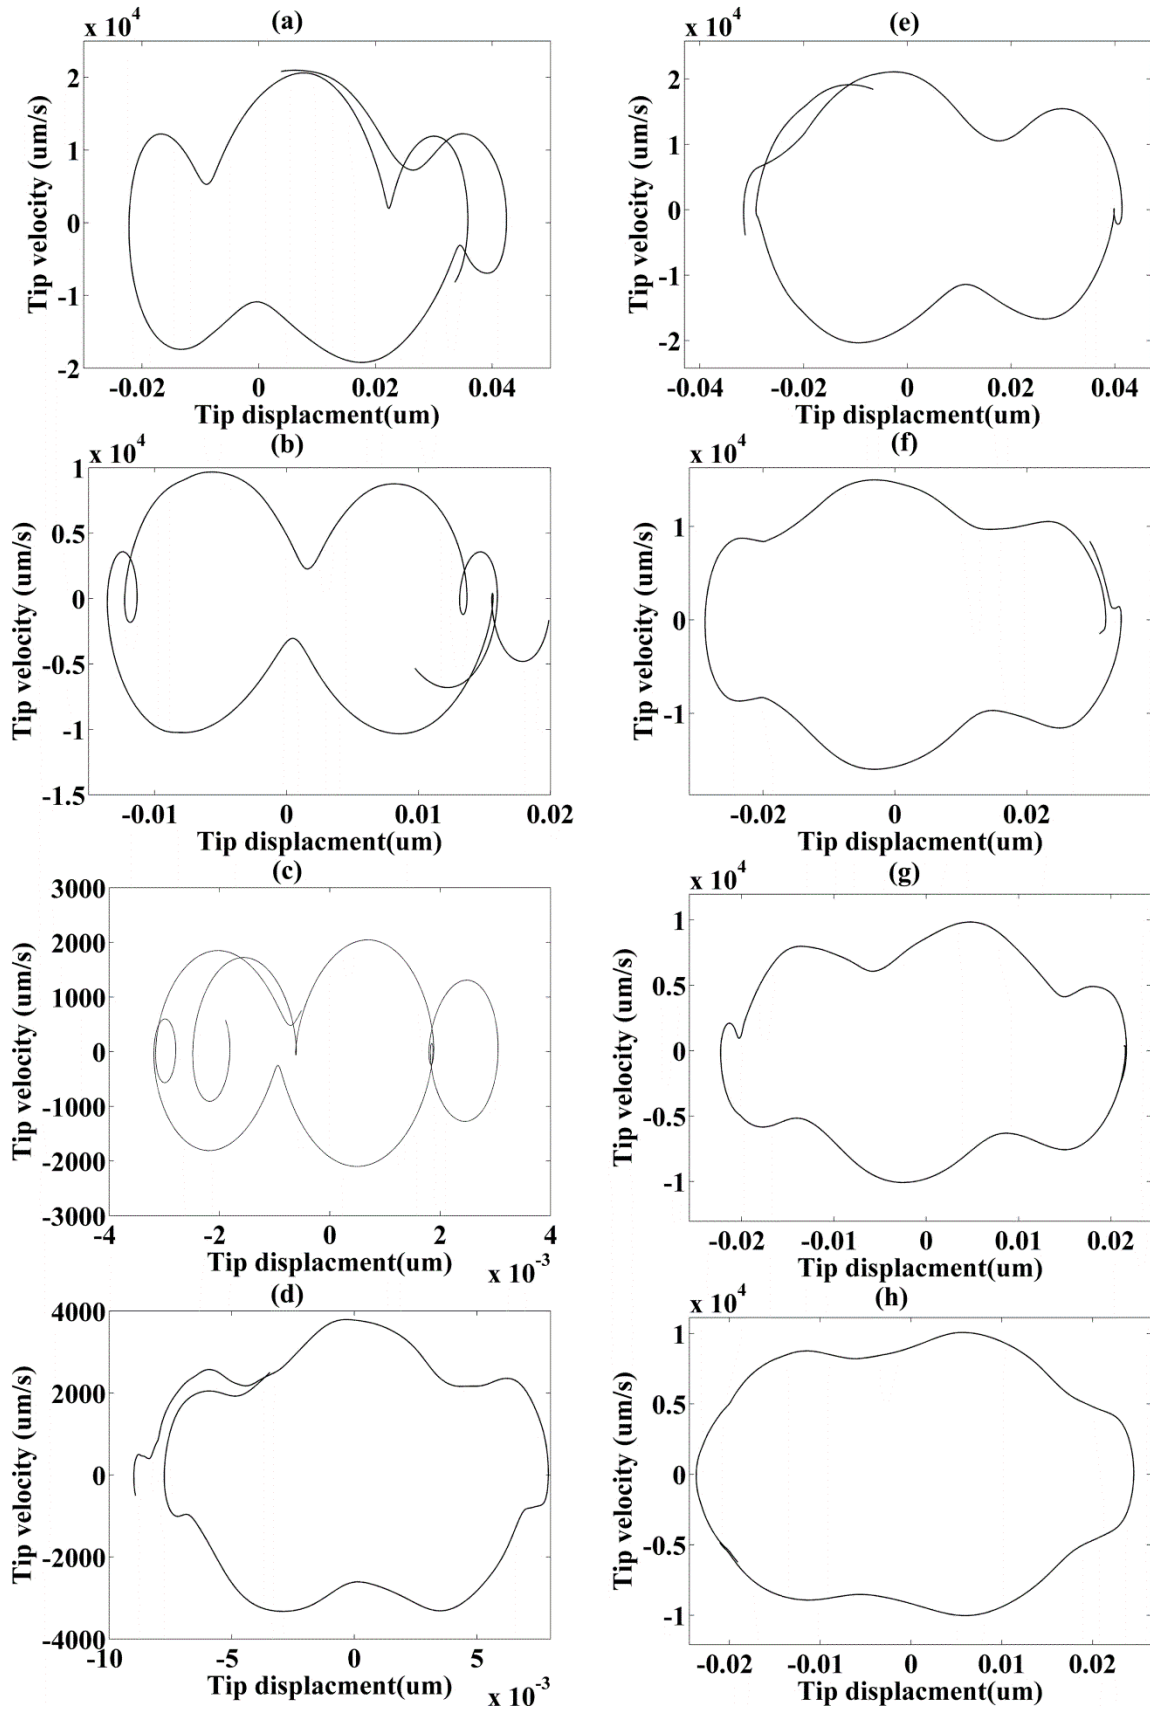 (a)
x 10^4
2
1
0
-1
-2
-0.02 0 0.02 0.04
Tip velocity (um/s)
Tip displacment(um)
(b)
x 10^4
1
0.5
0
-0.5
-1
-1.5
-0.01 0 0.01 0.02
Tip velocity (um/s)
Tip displacment(um)
(c)
3000
2000
1000
0
-1000
-2000
-3000
-4 -2 0 2 4
Tip velocity (um/s)
Tip displacment(um)
x 10^-3
(d)
4000
2000
0
-2000
-4000
-10 -5 0 5
Tip velocity (um/s)
Tip displacment(um)
x 10^-3
(e)
x 10^4
2
1
0
-1
-2
-0.04 -0.02 0 0.02 0.04
Tip velocity (um/s)
Tip displacment(um)
(f)
x 10^4
1
0
-1
-0.02 0 0.02
Tip velocity (um/s)
Tip displacment(um)
(g)
x 10^4
1
0.5
0
-0.5
-1
-0.02 -0.01 0 0.01 0.02
Tip velocity (um/s)
Tip displacment(um)
(h)
x 10^4
1
0.5
0
-0.5
-1
-0.02 -0.01 0 0.01 0.02
Tip velocity (um/s)
Tip displacment(um)